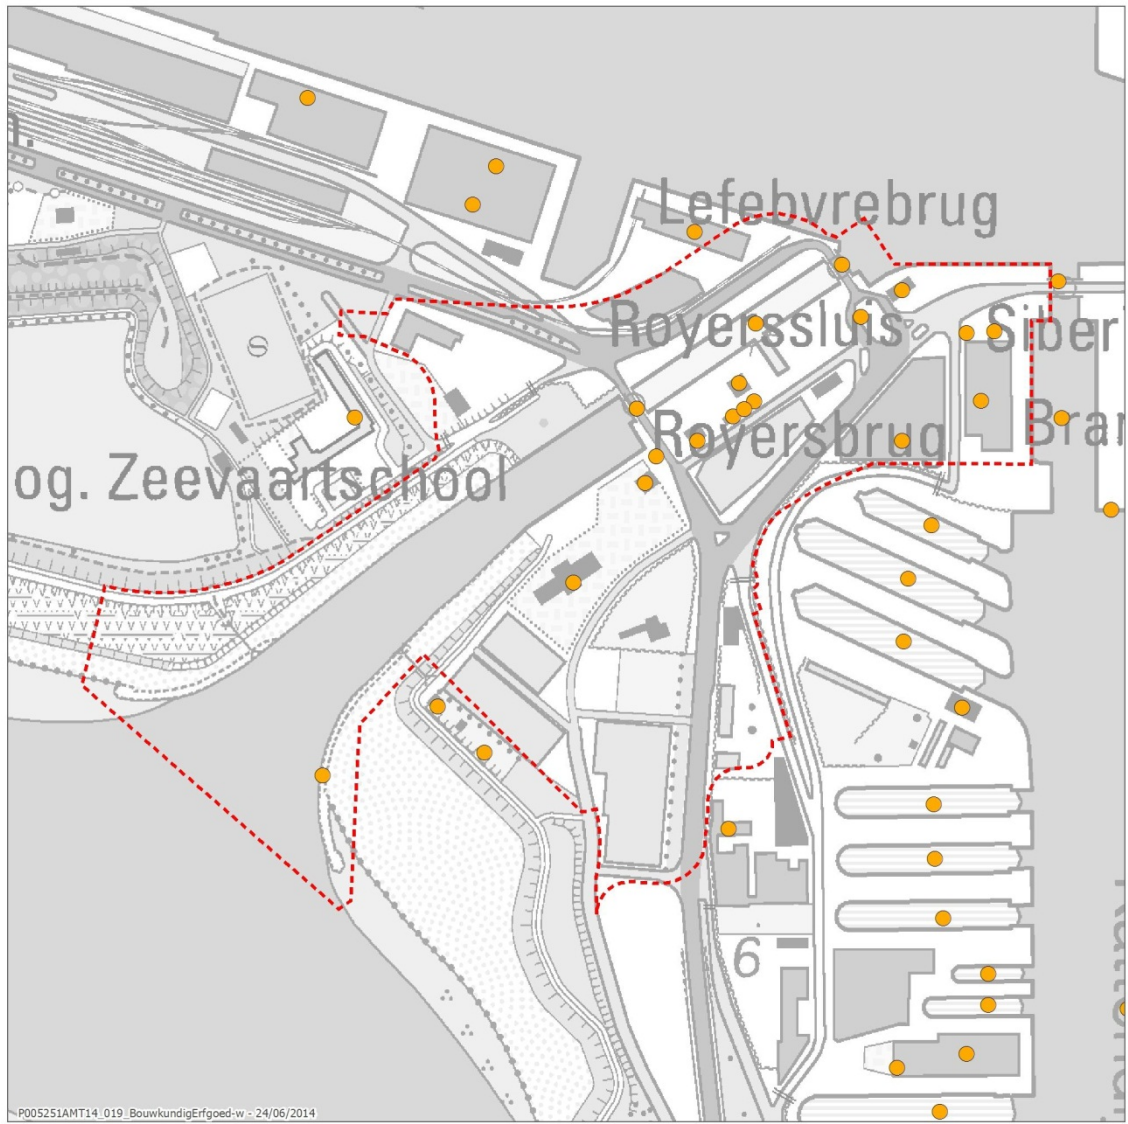 n.
Lefebvrebrug
Royerssluis
Siber
Royersbrug
Bran
og. Zeevaartschool
6
P005251AMT14_019_BouwkundigErfgoed-w - 24/06/2014